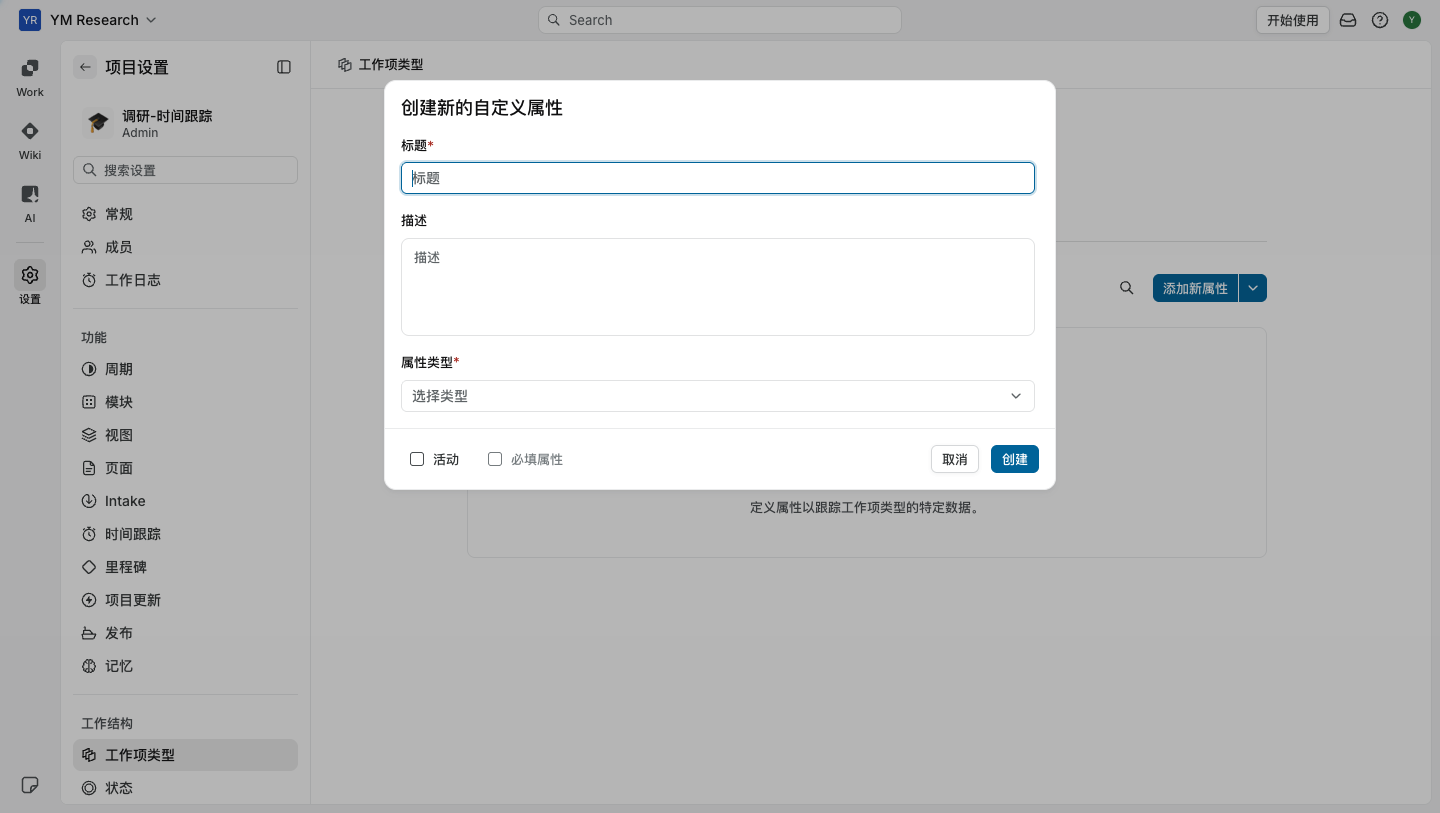 YR YM Research
Search
开始使用
Y
Work
Wiki
AI
设置
项目设置
调研-时间跟踪
Admin
搜索设置
常规
成员
工作日志
功能
周期
模块
视图
页面
Intake
时间跟踪
里程碑
项目更新
发布
记忆
工作结构
工作项类型
状态
工作项类型
添加新属性
定义属性以跟踪工作项类型的特定数据。
创建新的自定义属性
标题*
标题
描述
描述
属性类型*
选择类型
活动
必填属性
取消
创建